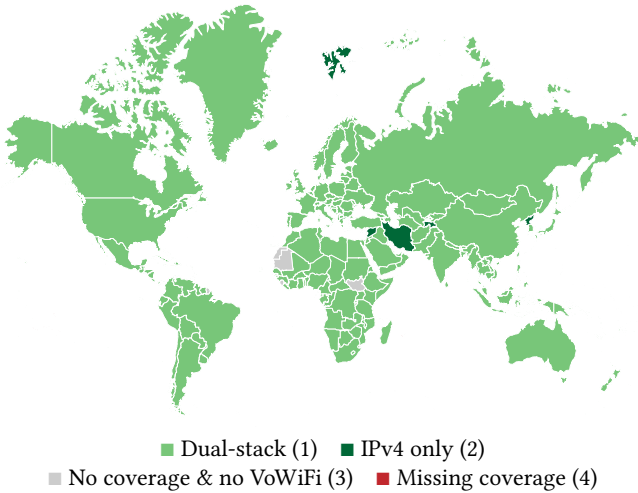 Dual-stack (1) IPv4 only (2)
No coverage & no VoWiFi (3) Missing coverage (4)